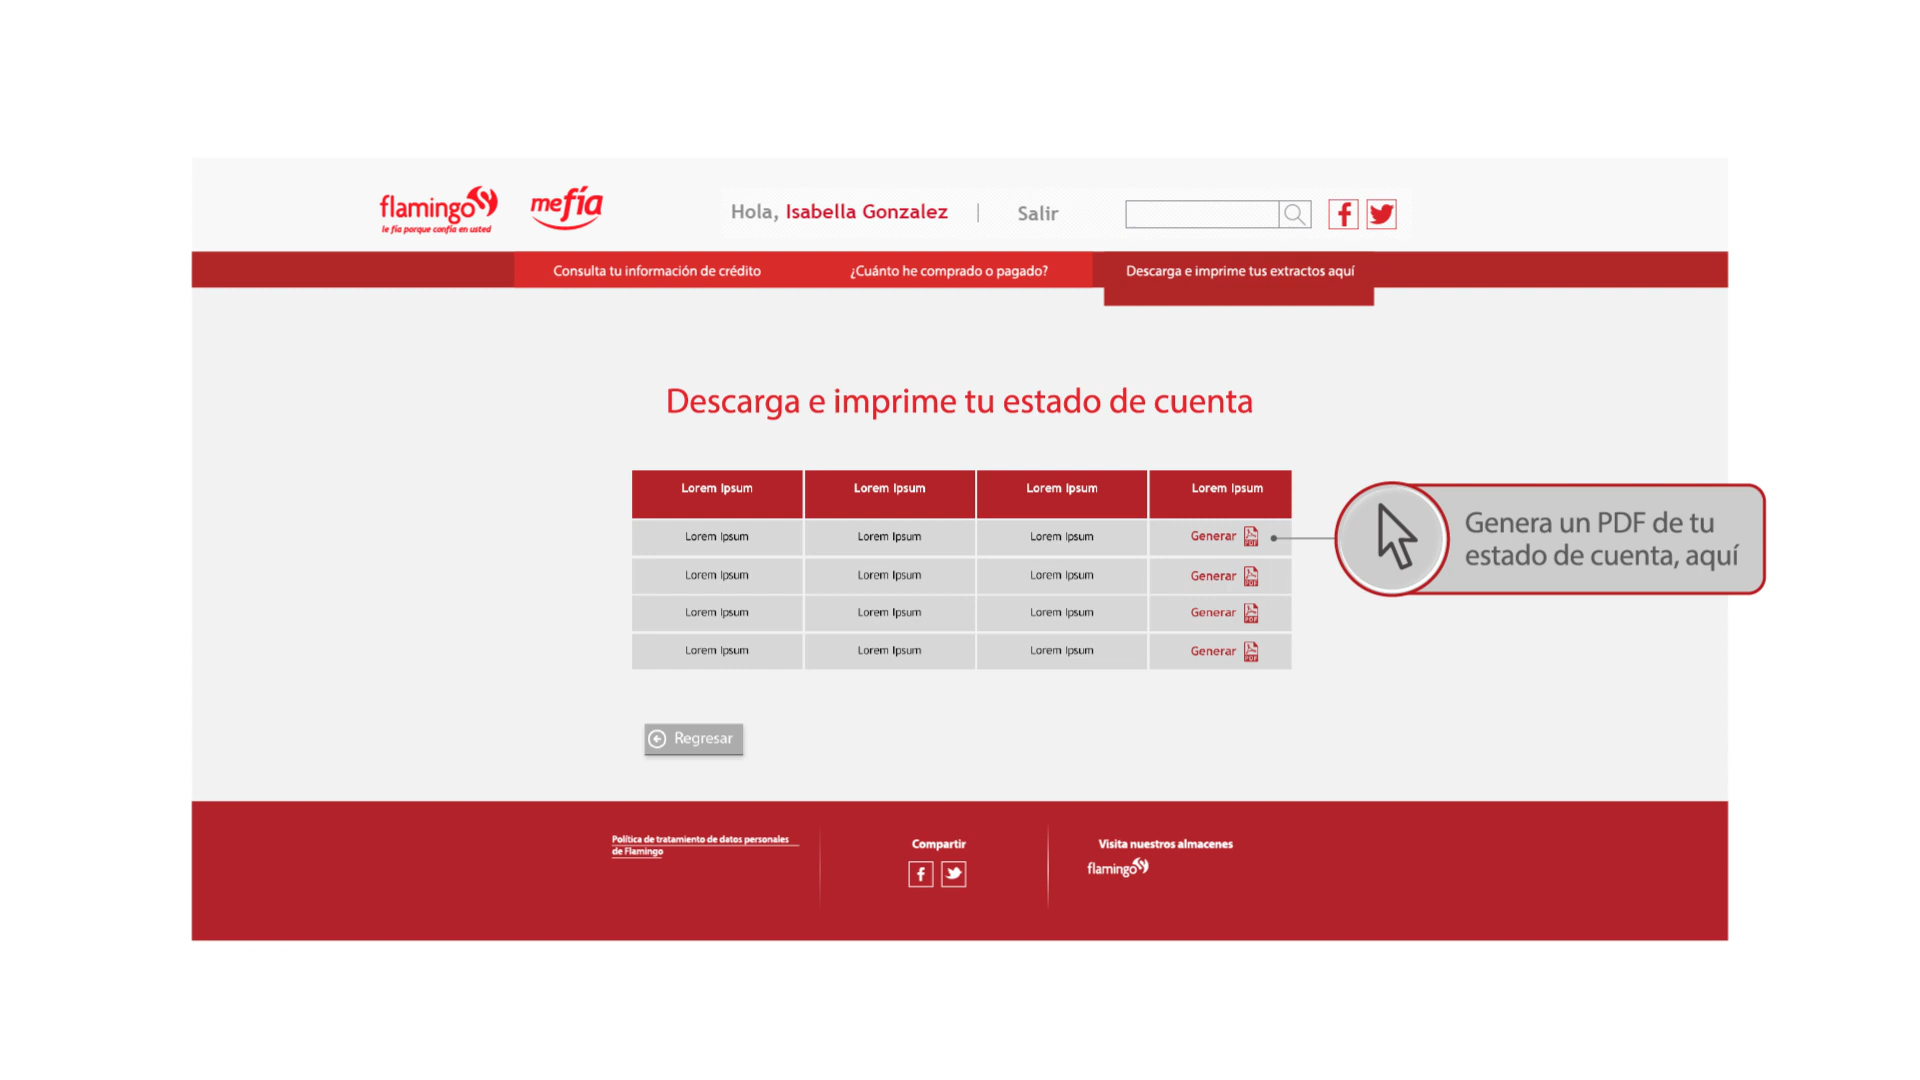 flamingo
le fía porque confía en usted
mefía
Hola, Isabella Gonzalez | Salir
Consulta tu información de crédito
¿Cuánto he comprado o pagado?
Descarga e imprime tus extractos aquí
Descarga e imprime tu estado de cuenta
Lorem Ipsum Lorem Ipsum Lorem Ipsum Lorem Ipsum
Lorem Ipsum Lorem Ipsum Lorem Ipsum Generar PDF
Lorem Ipsum Lorem Ipsum Lorem Ipsum Generar PDF
Lorem Ipsum Lorem Ipsum Lorem Ipsum Generar PDF
Lorem Ipsum Lorem Ipsum Lorem Ipsum Generar PDF
Genera un PDF de tu
estado de cuenta, aquí
Regresar
Política de tratamiento de datos personales
de Flamingo
Compartir
Visita nuestros almacenes
flamingo